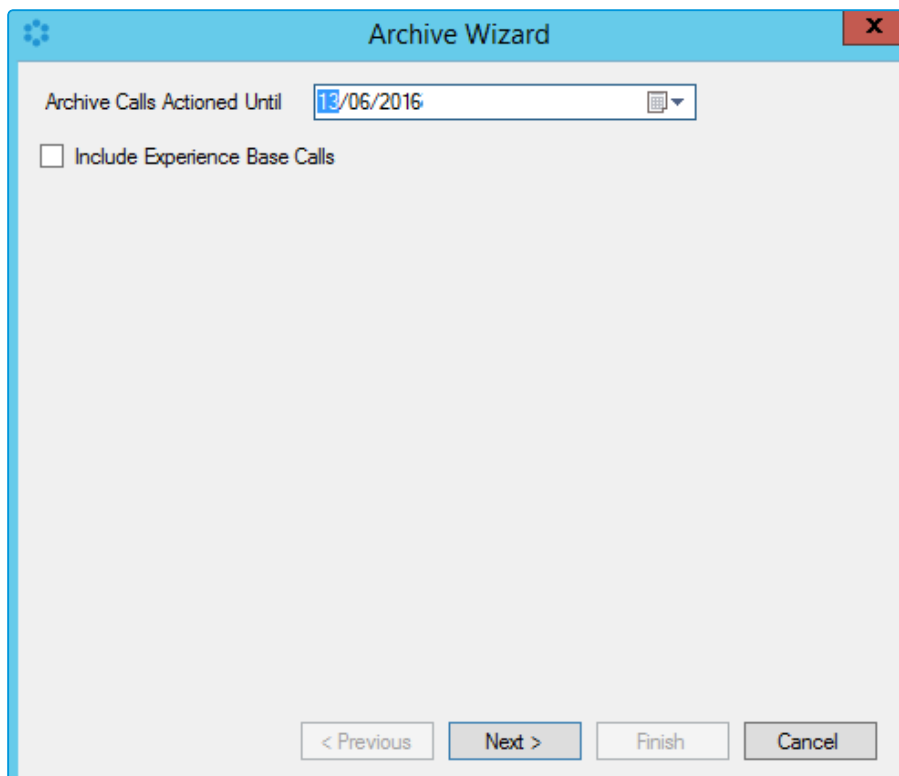 Archive Wizard
X
Archive Calls Actioned Until 13/06/2016
Include Experience Base Calls
< Previous Next > Finish Cancel